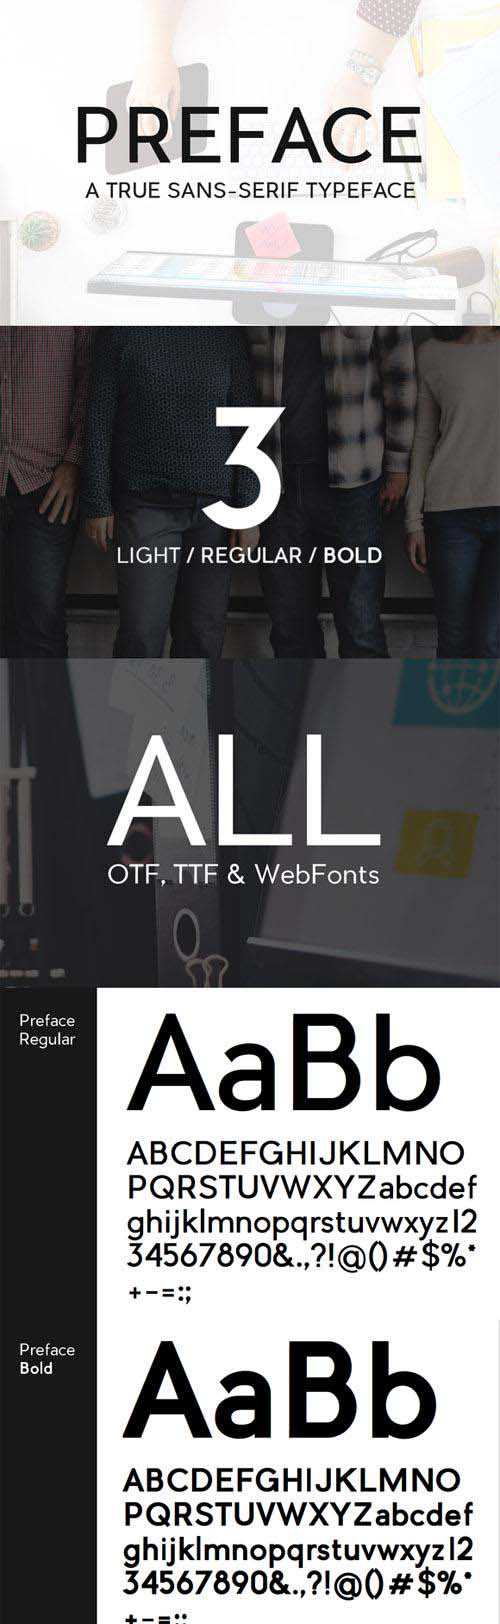 PREFACE
A TRUE SANS-SERIF TYPEFACE
3
LIGHT / REGULAR / BOLD
ALL
OTF, TTF & WebFonts
Preface
Regular
AaBb
ABCDEFGHIJKLMNO
PQRSTUVWXYZabcdef
ghijklmnopqrstuvwxyz12
34567890&.,?!@()#$%*
+-=:;
Preface
Bold
AaBb
ABCDEFGHIJKLMNO
PQRSTUVWXYZabcdef
ghijklmnopqrstuvwxyz12
34567890&.,?!@()#$%*
+-=:;